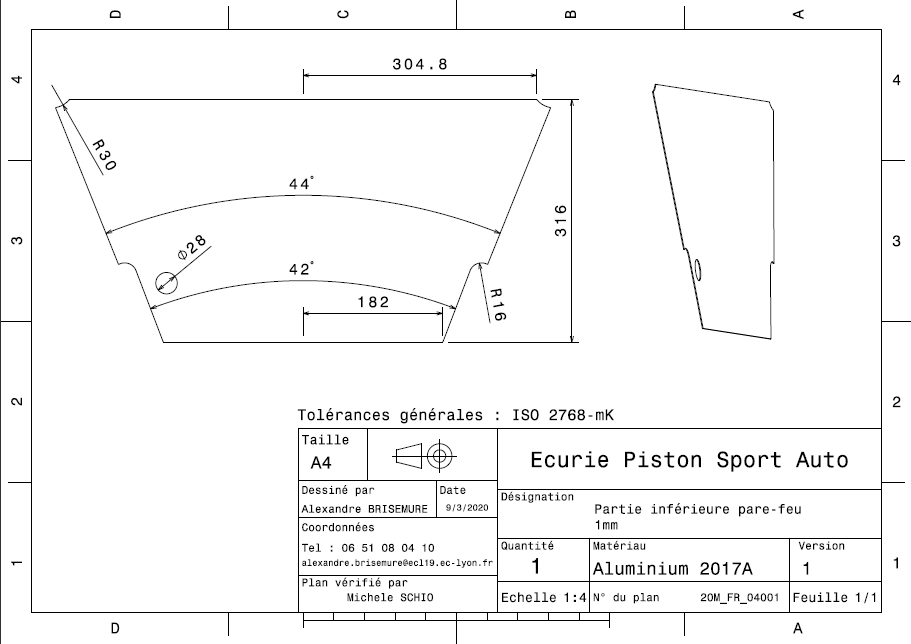 D C B A
4 4
304.8
R30
44°
316
3 3
Φ28
42°
182
R16
2 2
Tolérances générales : ISO 2768-mK
Taille
A4
Ecurie Piston Sport Auto
Dessiné par
Alexandre BRISEMURE
Date
9/3/2020
Désignation
Partie inférieure pare-feu
1mm
Coordonnées
Tel : 06 51 08 04 10
alexandre.brisemure@ecl19.ec-lyon.fr
Quantité
1
Matériau
Aluminium 2017A
Version
1
1 1
Plan vérifié par
Michele SCHIO
Echelle 1:4
N° du plan 20M_FR_04001
Feuille 1/1
D A